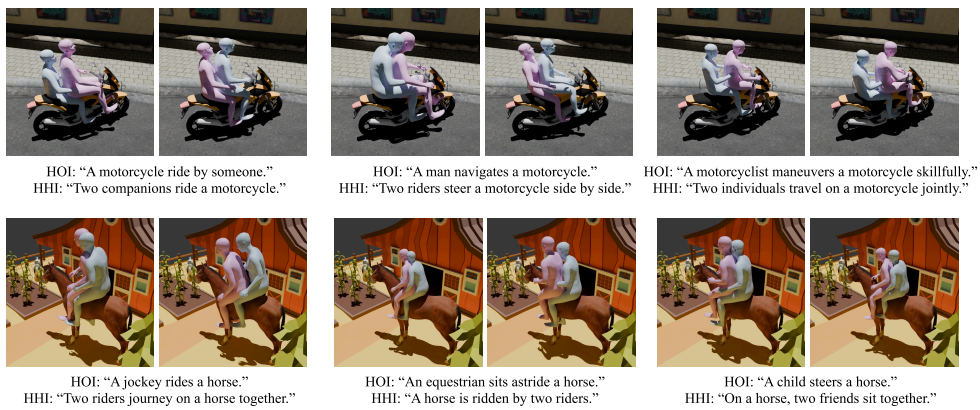 HOI: “A motorcycle ride by someone.”
HHI: “Two companions ride a motorcycle.”
HOI: “A man navigates a motorcycle.”
HHI: “Two riders steer a motorcycle side by side.”
HOI: “A motorcyclist maneuvers a motorcycle skillfully.”
HHI: “Two individuals travel on a motorcycle jointly.”
HOI: “A jockey rides a horse.”
HHI: “Two riders journey on a horse together.”
HOI: “An equestrian sits astride a horse.”
HHI: “A horse is ridden by two riders.”
HOI: “A child steers a horse.”
HHI: “On a horse, two friends sit together.”